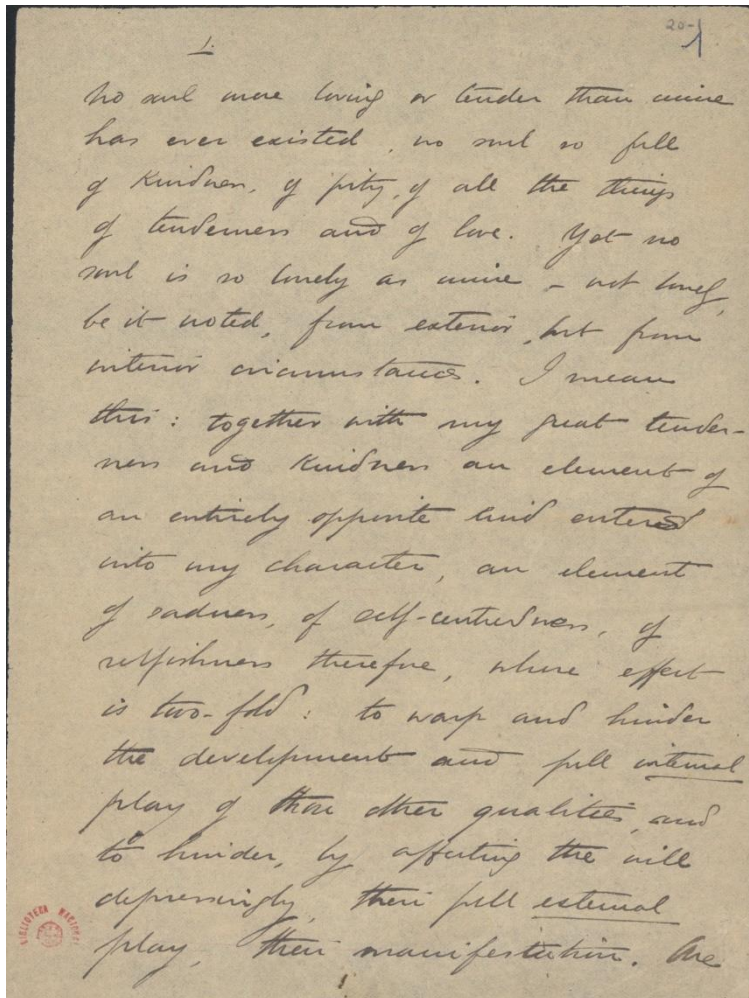 20-1
1.
No soul more loving or tender than mine
has ever existed, no soul so full
of kindness, of pity, of all the things
of tenderness and of love. Yet no
soul is so lonely as mine – not lonely,
be it noted, from exterior, but from
interior circumstances. I mean
this: together with my great tender-
ness and kindness an element of
an entirely opposite kind entered
into my character, an element
of sadness, of self-centredness, of
selfishness therefore, whose effect
is two-fold: to warp and hinder
the development and full internal
play of those other qualities, and
to hinder, by affecting the will
depressingly, their full external
play, their manifestation. One
BIBLIOTECA NACIONAL